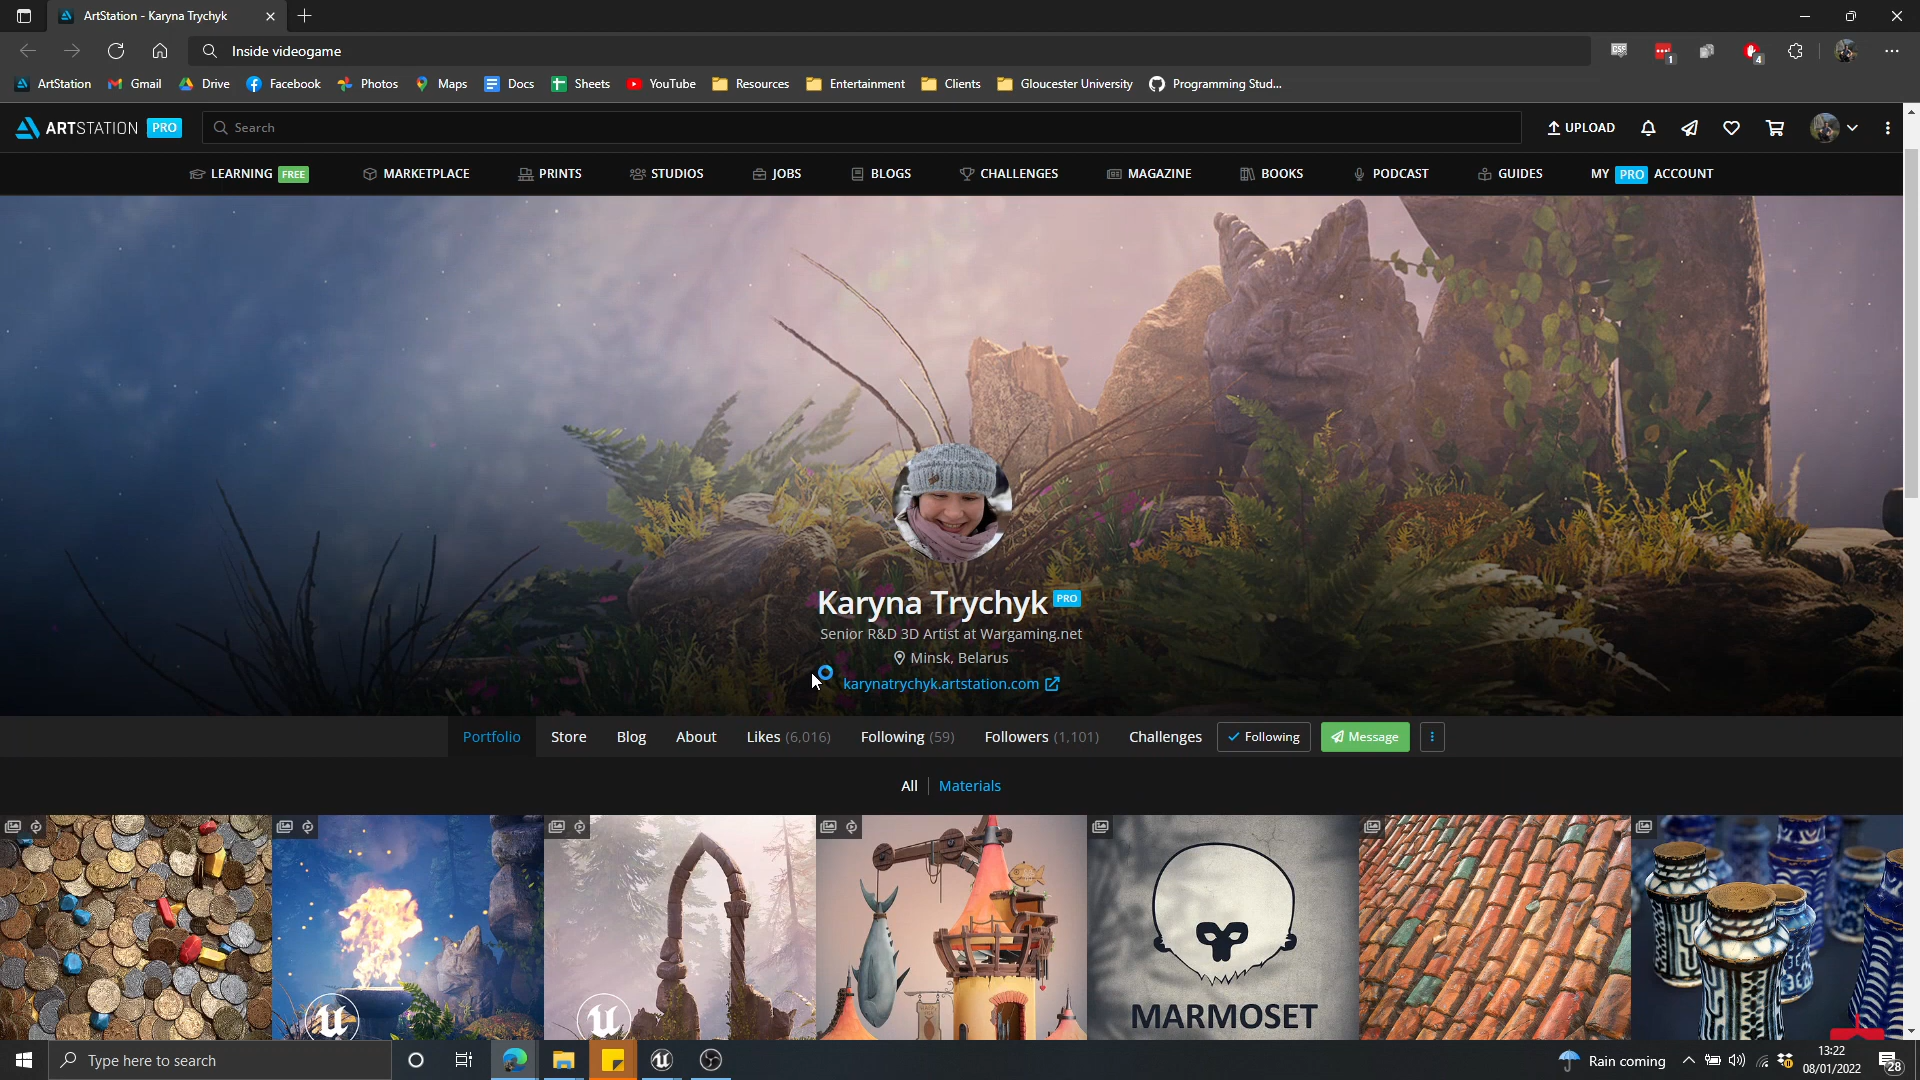 ArtStation - Karyna Trychyk
Inside videogame
CSS 1 4
ArtStation Gmail Drive Facebook Photos Maps Docs Sheets YouTube Resources Entertainment Clients Gloucester University Programming Stud...
ARTSTATION PRO Search UPLOAD
LEARNING FREE MARKETPLACE PRINTS STUDIOS JOBS BLOGS CHALLENGES MAGAZINE BOOKS PODCAST GUIDES MY PRO ACCOUNT
Karyna Trychyk PRO
Senior R&D 3D Artist at Wargaming.net
Minsk, Belarus
karynatrychyk.artstation.com
Portfolio Store Blog About Likes (6,016) Following (59) Followers (1,101) Challenges Following Message
All Materials
MARMOSET
Type here to search Rain coming 13:22
08/01/2022 28